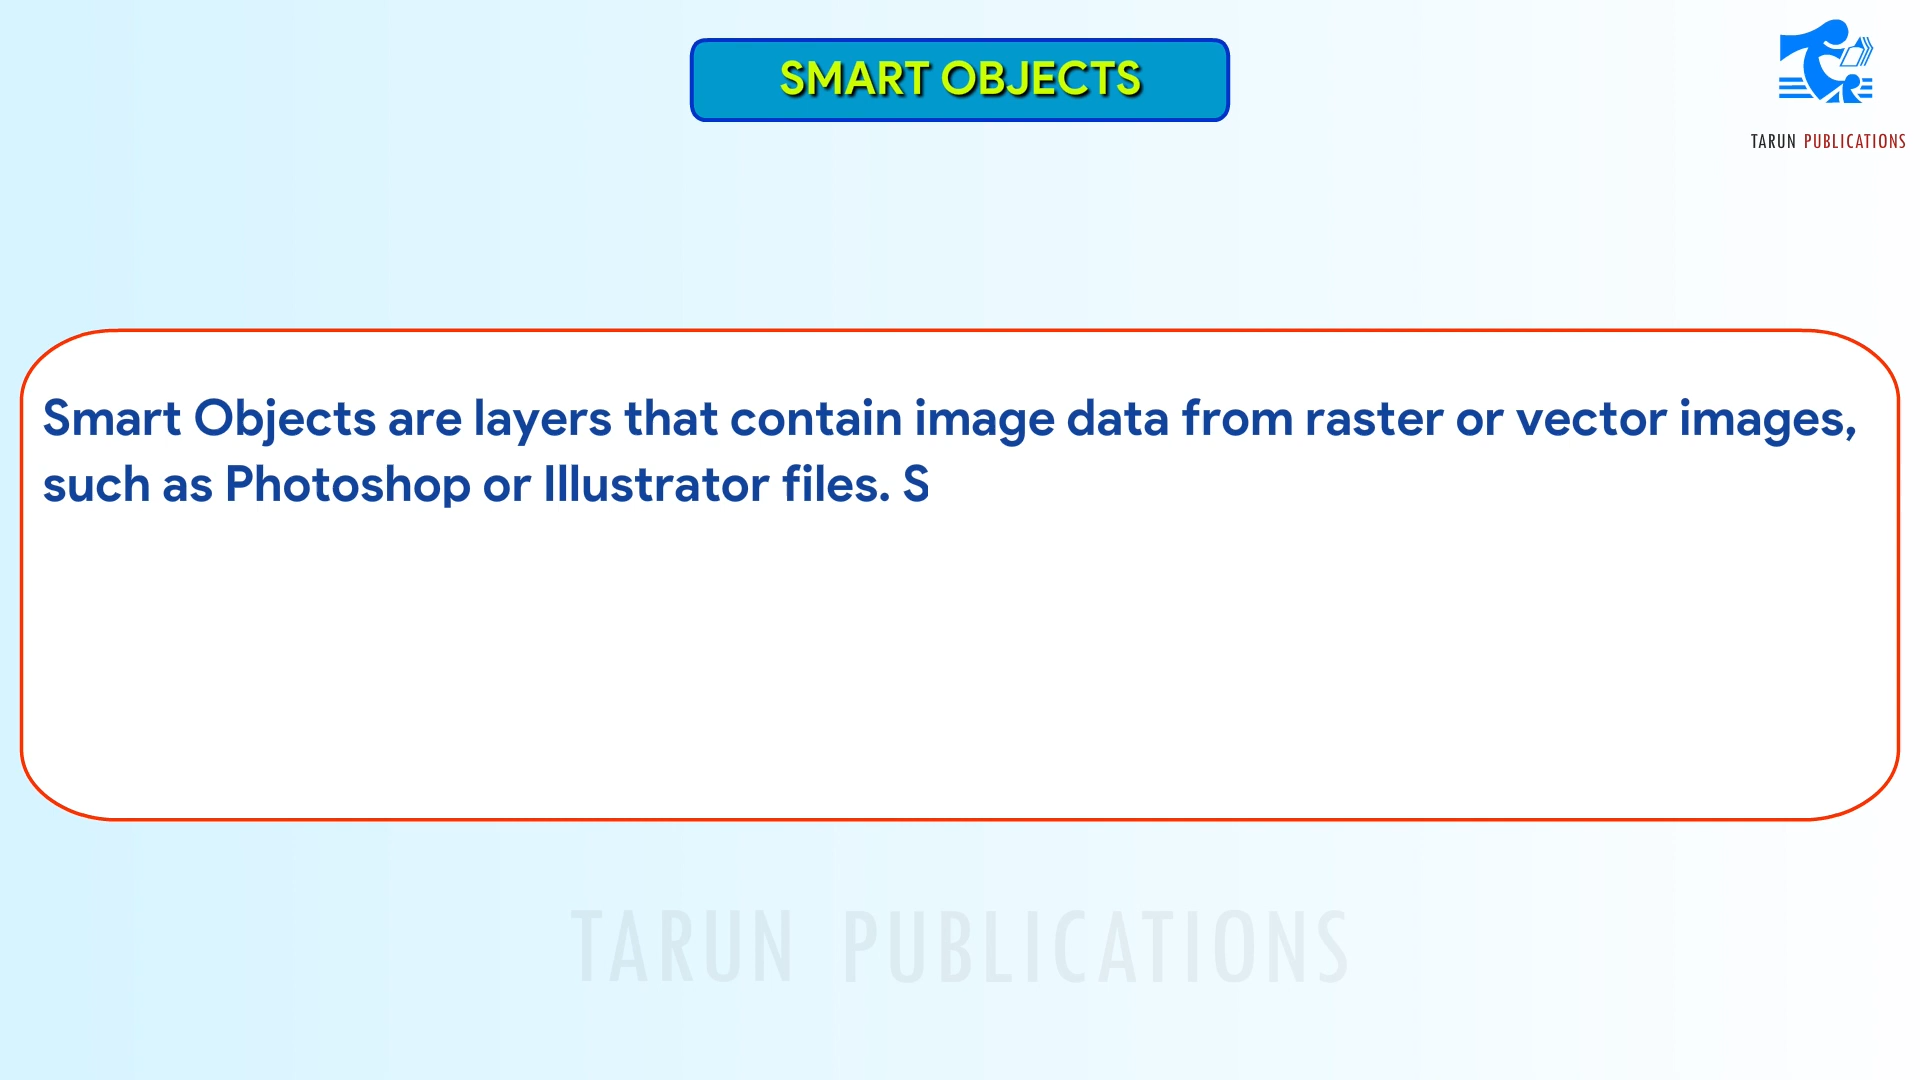 SMART OBJECTS
TARUN PUBLICATIONS
Smart Objects are layers that contain image data from raster or vector images,
such as Photoshop or Illustrator files. S
TARUN PUBLICATIONS